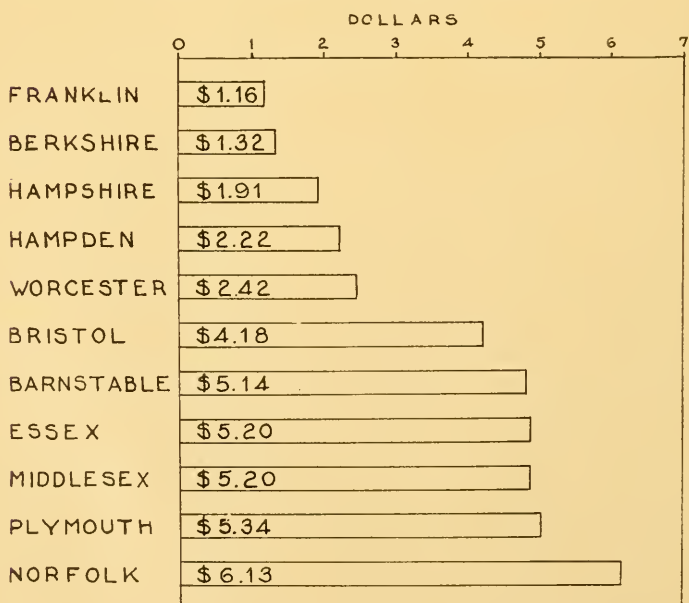 DOLLARS
0 1 2 3 4 5 6 7
FRANKLIN $1.16
BERKSHIRE $1.32
HAMPSHIRE $1.91
HAMPDEN $2.22
WORCESTER $2.42
BRISTOL $4.18
BARNSTABLE $5.14
ESSEX $5.20
MIDDLESEX $5.20
PLYMOUTH $5.34
NORFOLK $6.13